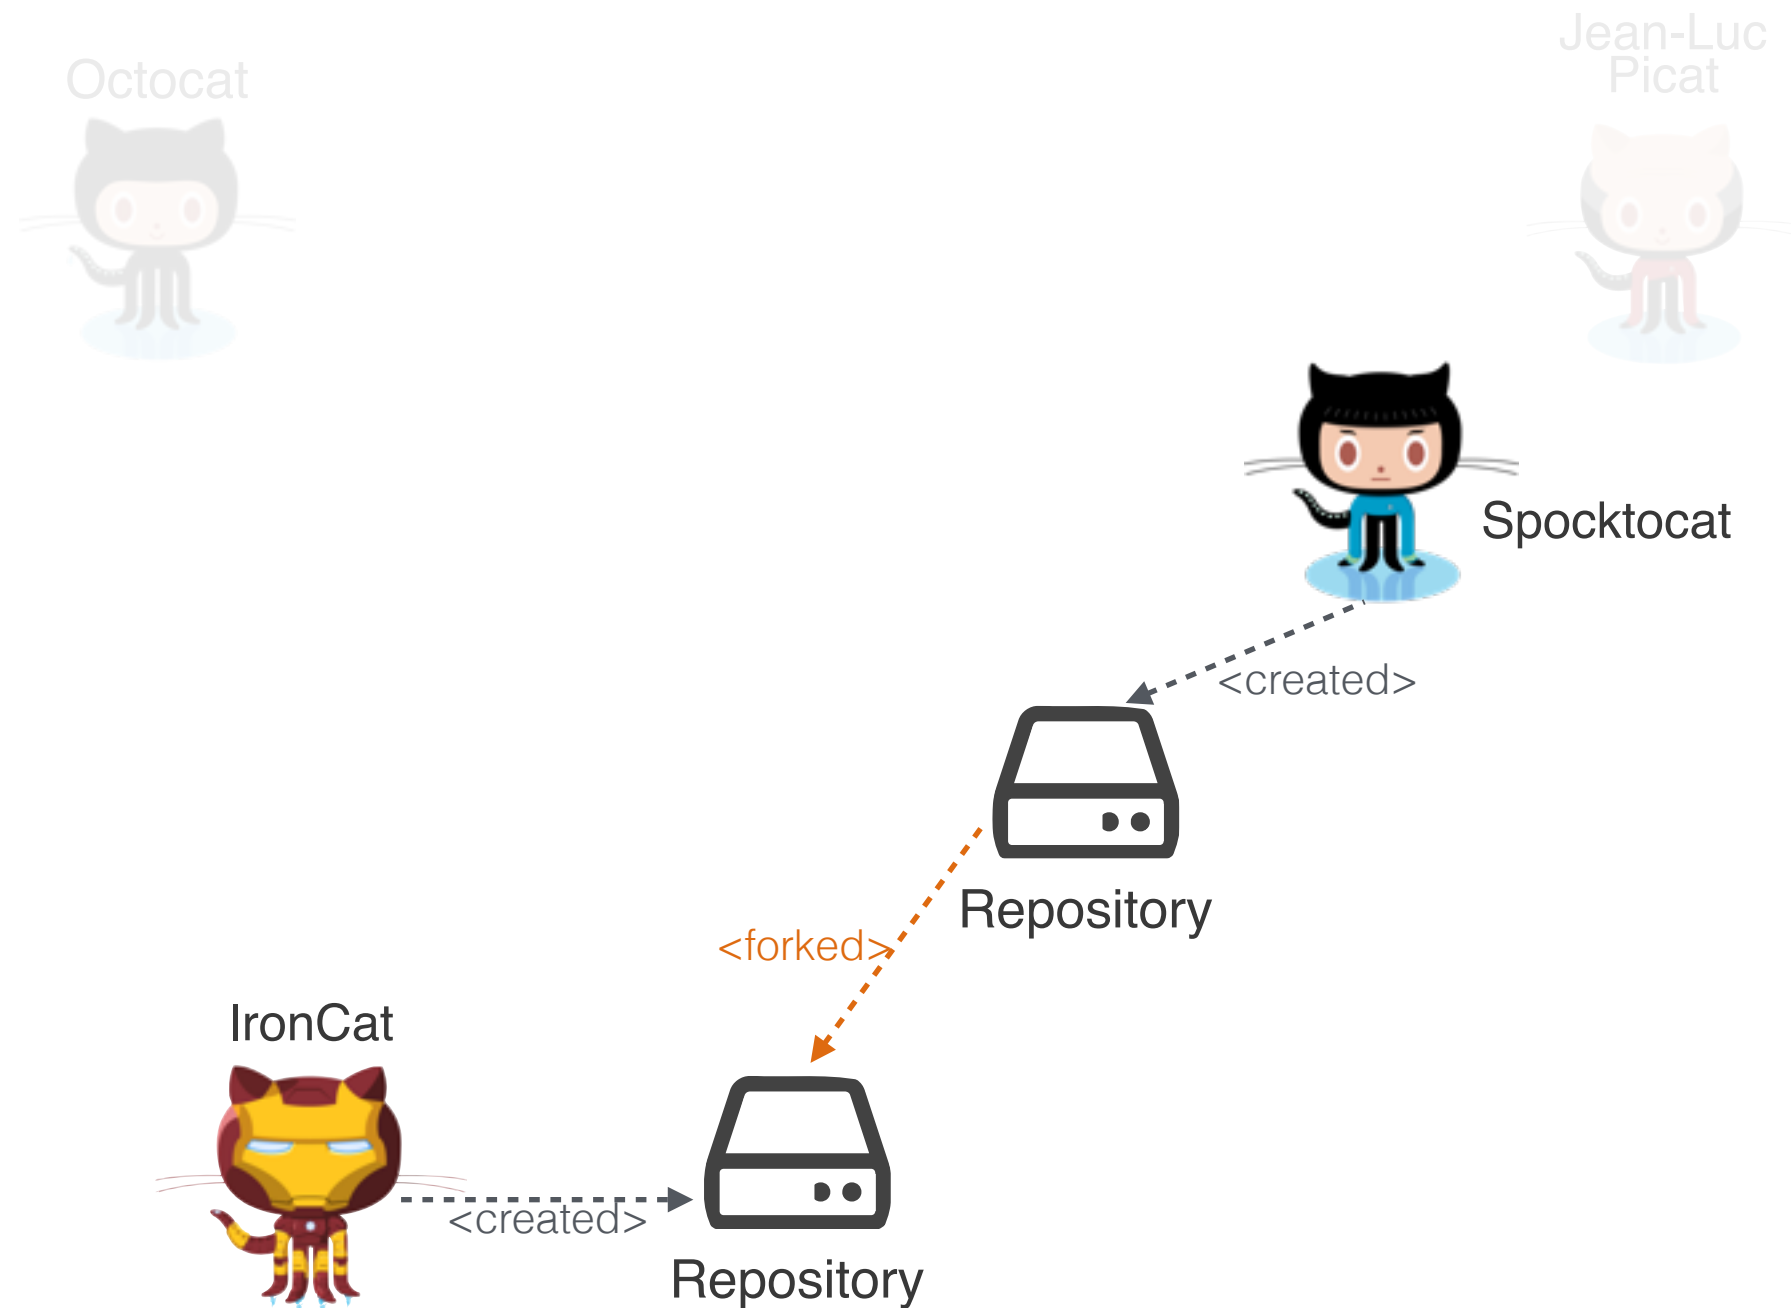 Jean-Luc
Picat
Octocat
Spocktocat
<created>
Repository
<forked>
IronCat
<created>
Repository